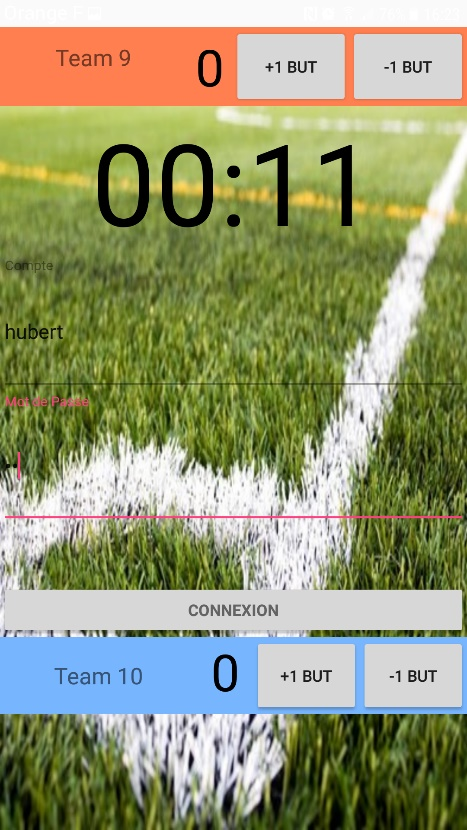 Orange F
Team 9 0 +1 BUT -1 BUT
00:11
Compte
hubert
Mot de Passe
CONNEXION
Team 10 0 +1 BUT -1 BUT